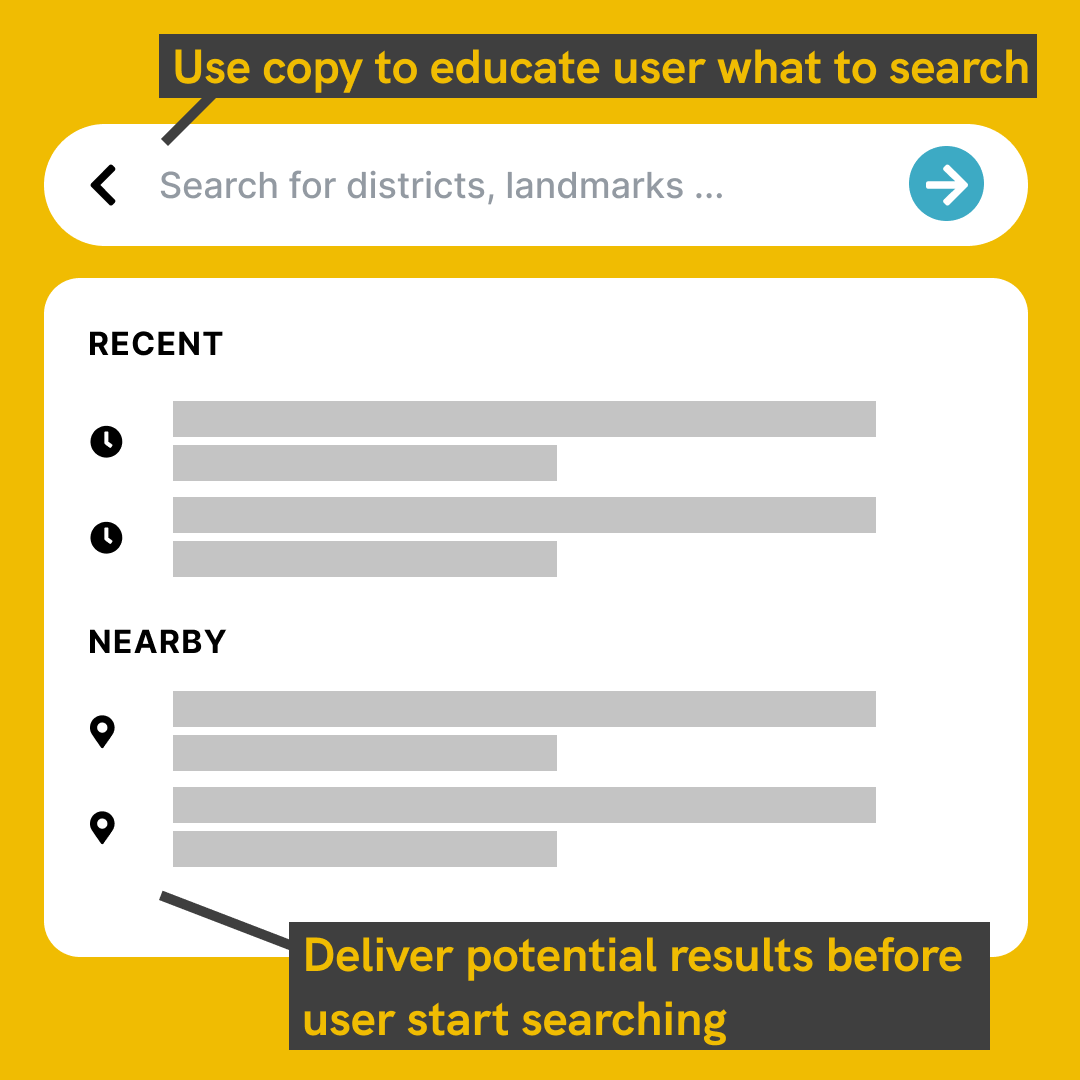 Use copy to educate user what to search
Search for districts, landmarks ...
RECENT
NEARBY
Deliver potential results before
user start searching